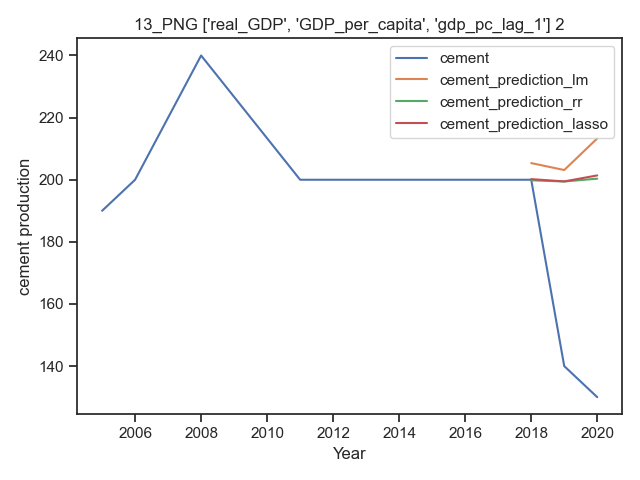 13_PNG ['real_GDP', 'GDP_per_capita', 'gdp_pc_lag_1'] 2
cement
cement_prediction_lm
cement_prediction_rr
cement_prediction_lasso
240
220
200
180
160
140
cement production
2006 2008 2010 2012 2014 2016 2018 2020
Year